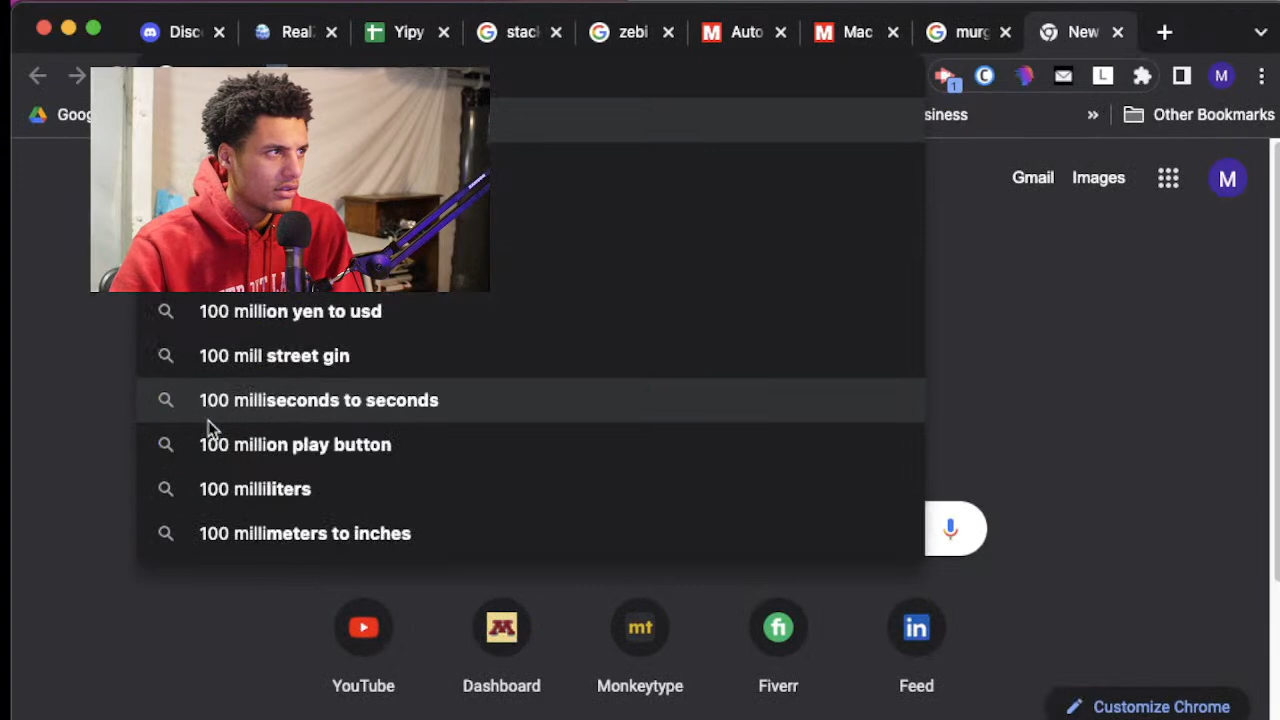 Disc
Real
Yipy
stac
zebi
Auto
Mac
murg
New
1
C
L
M
Goog
siness
»
Other Bookmarks
Gmail
Images
M
100 million yen to usd
100 mill street gin
100 milliseconds to seconds
100 million play button
100 milliliters
100 millimeters to inches
M
mt
fi
in
YouTube
Dashboard
Monkeytype
Fiverr
Feed
Customize Chrome